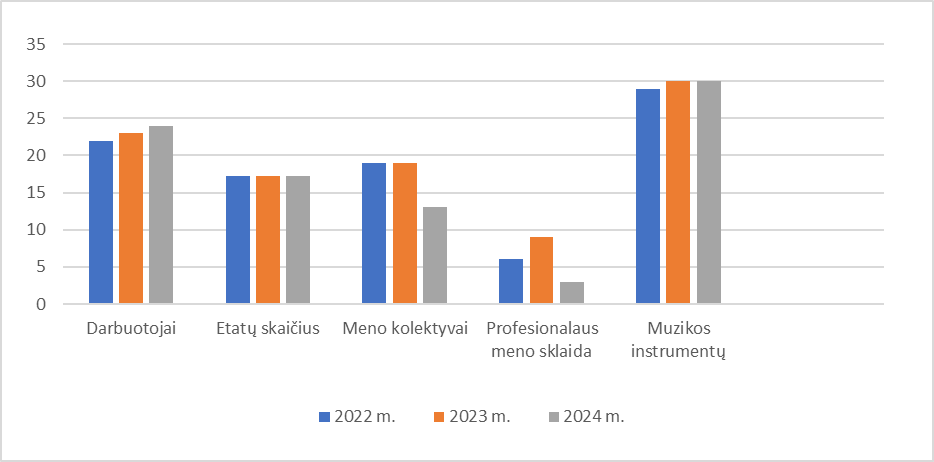 35
30
25
20
15
10
5
0
Darbuotojai
Etatų skaičius
Meno kolektyvai
Profesionalaus
meno sklaida
Muzikos
instrumentų
2022 m.
2023 m.
2024 m.